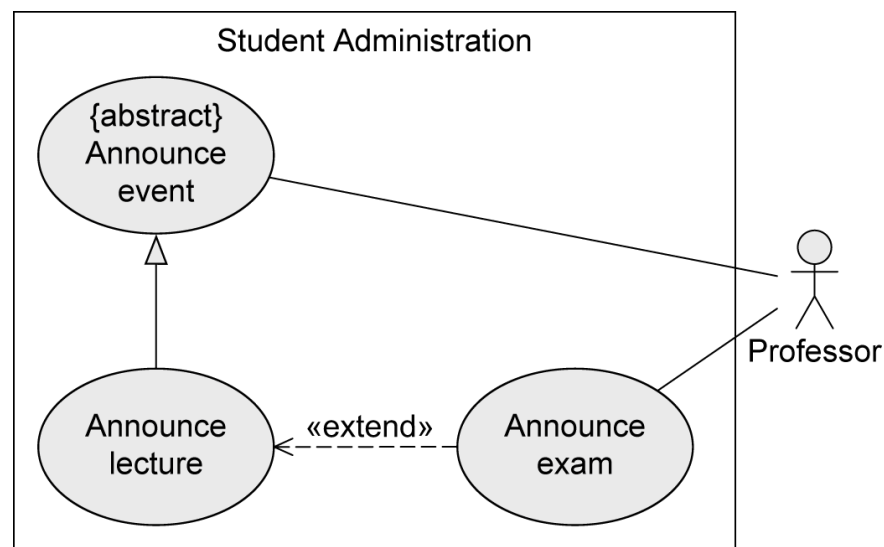 Student Administration
{abstract}
Announce
event
Professor
Announce
lecture
«extend»
Announce
exam